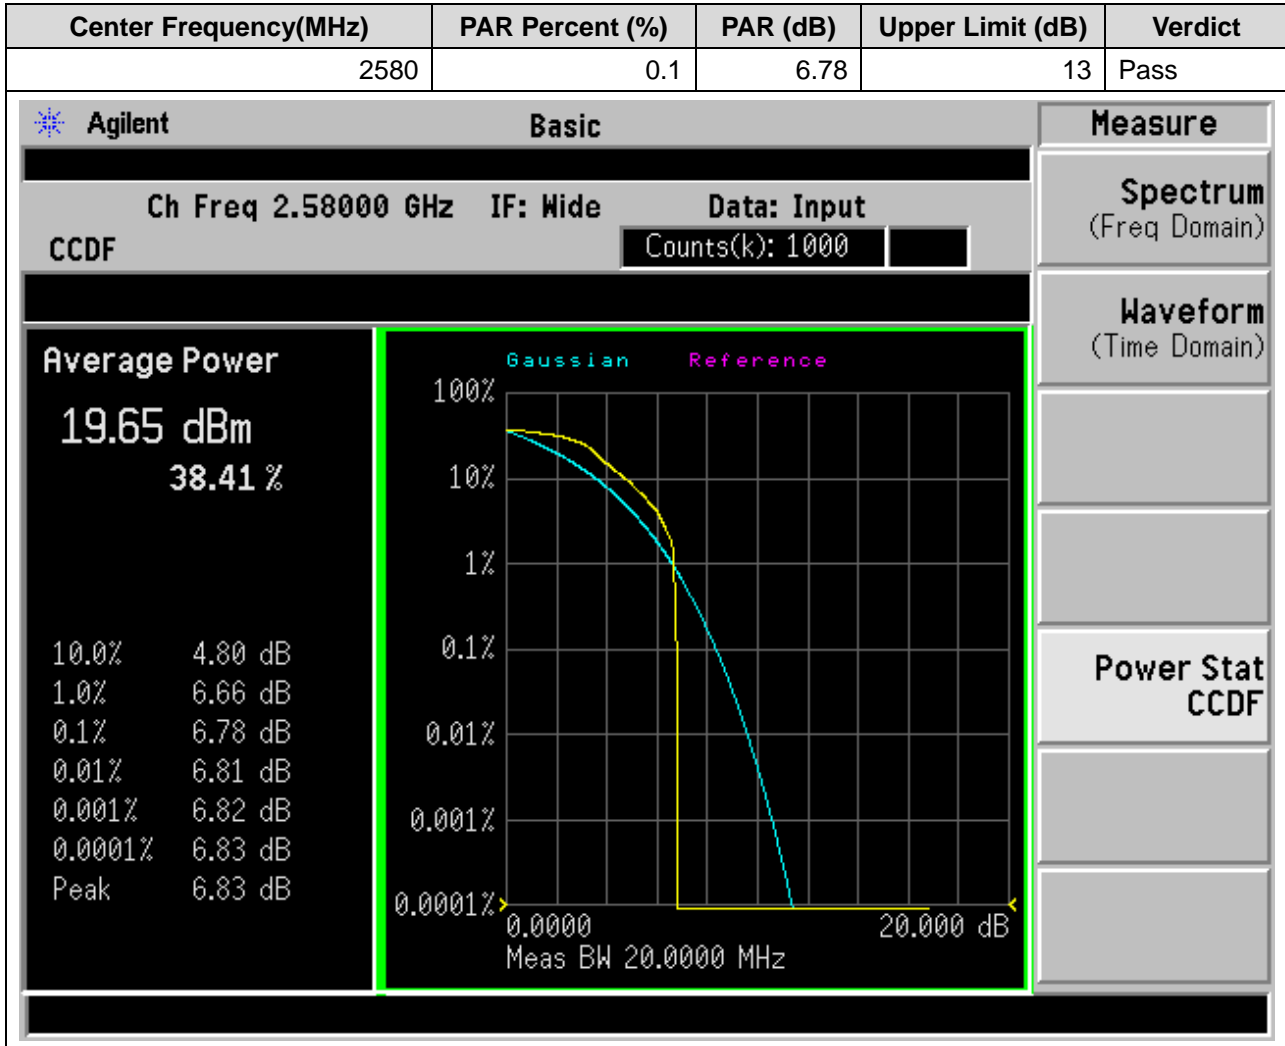 Center Frequency(MHz) PAR Percent (%) PAR (dB) Upper Limit (dB) Verdict
2580 0.1 6.78 13 Pass
Agilent Basic Measure
Ch Freq 2.58000 GHz IF: Wide Data: Input
CCDF Counts(k): 1000
Spectrum
(Freq Domain)
Waveform
(Time Domain)
Power Stat
CCDF
Average Power
19.65 dBm
38.41 %
10.0% 4.80 dB
1.0% 6.66 dB
0.1% 6.78 dB
0.01% 6.81 dB
0.001% 6.82 dB
0.0001% 6.83 dB
Peak 6.83 dB
Gaussian Reference
100%
10%
1%
0.1%
0.01%
0.001%
0.0001%
0.0000 20.000 dB
Meas BW 20.0000 MHz